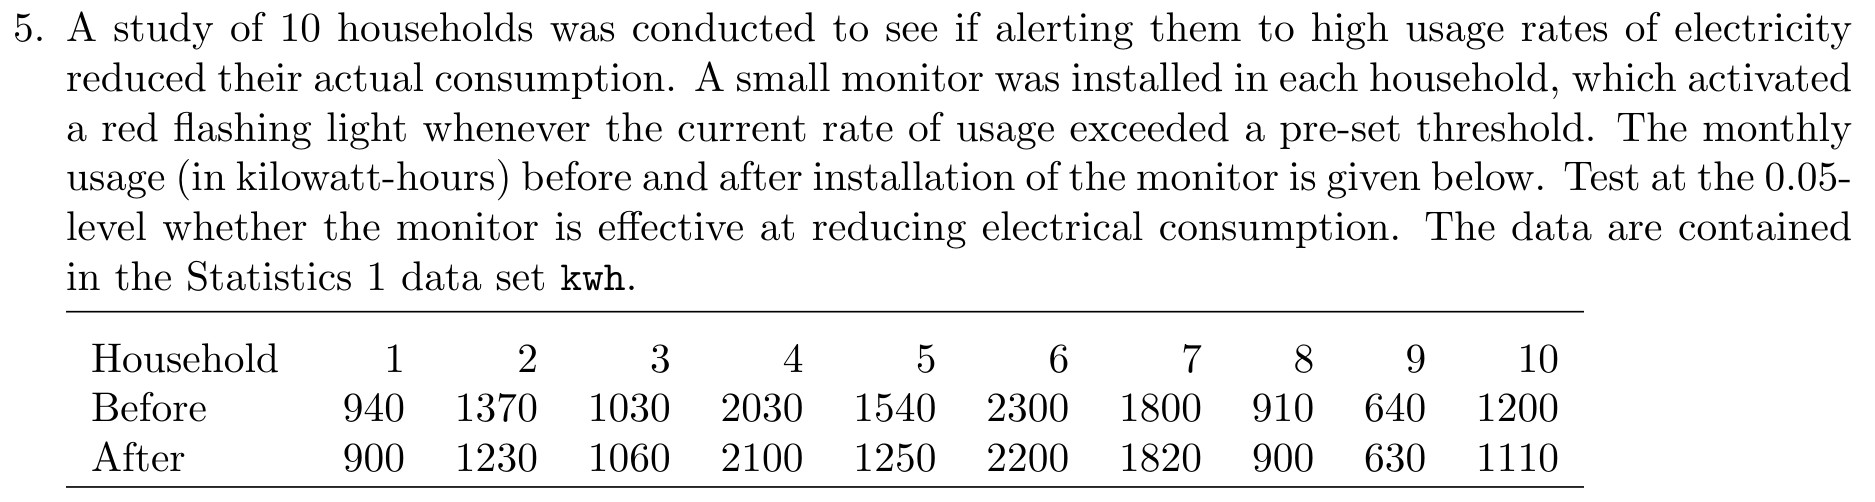 5. A study of 10 households was conducted to see if alerting them to high usage rates of electricity
reduced their actual consumption. A small monitor was installed in each household, which activated
a red flashing light whenever the current rate of usage exceeded a pre-set threshold. The monthly
usage (in kilowatt-hours) before and after installation of the monitor is given below. Test at the 0.05-
level whether the monitor is effective at reducing electrical consumption. The data are contained
in the Statistics 1 data set kwh.
Household 1 2 3 4 5 6 7 8 9 10
Before 940 1370 1030 2030 1540 2300 1800 910 640 1200
After 900 1230 1060 2100 1250 2200 1820 900 630 1110